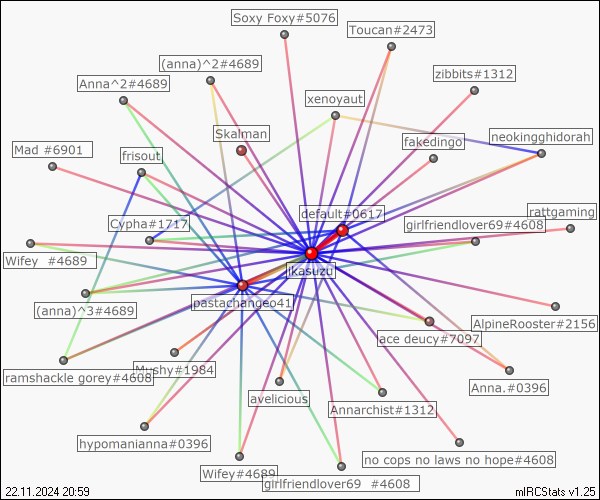 Soxy Foxy#5076
Toucan#2473
(anna)^2#4689
zibbits#1312
Anna^2#4689
xenoyaut
Skalman
fakedingo
neokingghidorah
Mad #6901
frisout
default#0617
rattgaming
Cypha#1717
girlfriendlover69#4608
Wifey #4689
ikasuzu
pastachangeo41
(anna)^3#4689
AlpineRooster#2156
ace deucy#7097
Mushy#1984
ramshackle gorey#4608
Anna.#0396
avelicious
Annarchist#1312
hypomanianna#0396
no cops no laws no hope#4608
Wifey#4689
girlfriendlover69 #4608
22.11.2024 20:59
mIRCStats v1.25